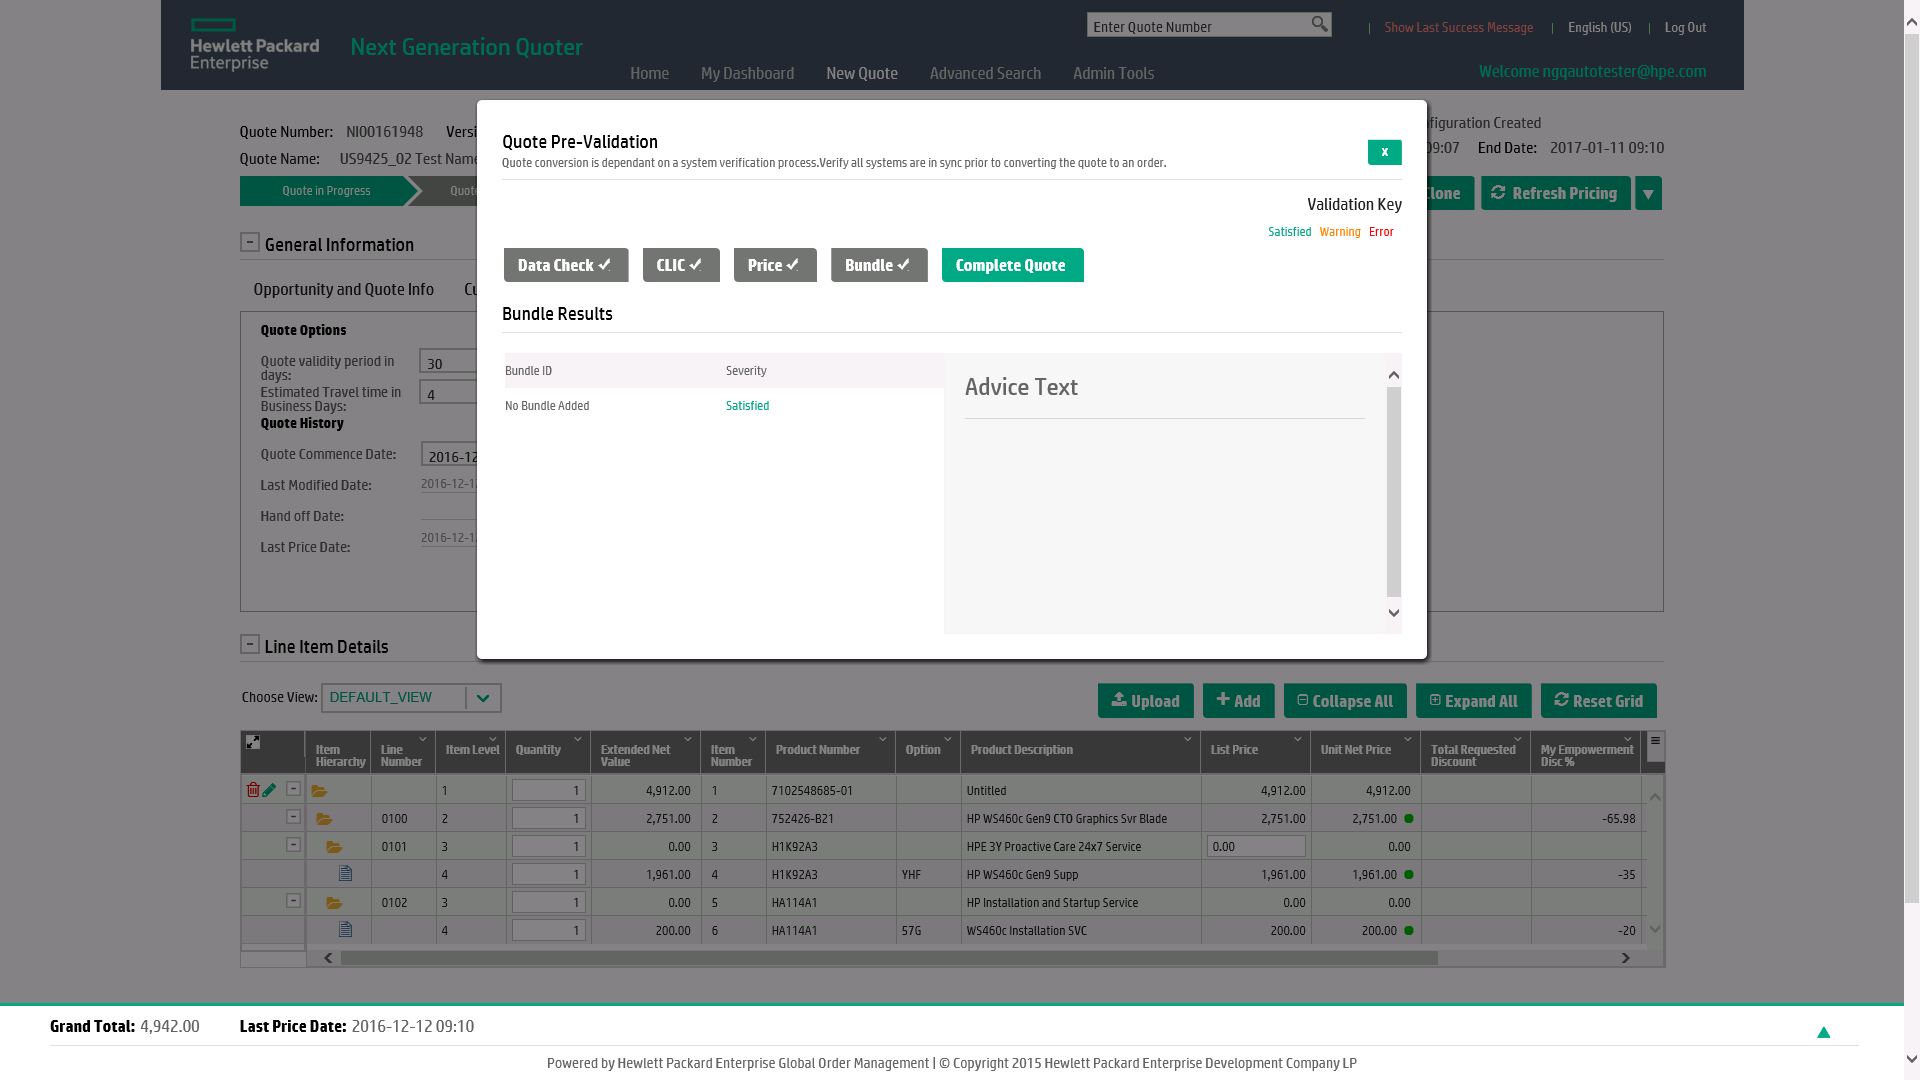 Hewlett Packard
Enterprise
Next Generation Quoter
Enter Quote Number
Show Last Success Message
English (US)
Log Out
Home
My Dashboard
New Quote
Advanced Search
Admin Tools
Welcome ngqautotester@hpe.com
Quote Number: NI00161948
Quote Name: US9425_02 Test Name
Created
09:07 End Date: 2017-01-11 09:10
Quote in Progress
Refresh Pricing
General Information
Opportunity and Quote Info
Quote Options
Quote validity period in
days:
30
Estimated Travel time in
Business Days:
4
Quote History
Quote Commence Date:
2016-12
Last Modified Date:
2016-12-1
Hand off Date:
Last Price Date:
2016-12-1
Quote Pre-Validation
Quote conversion is dependant on a system verification process.Verify all systems are in sync prior to converting the quote to an order.
X
Validation Key
Satisfied Warning Error
Data Check
CLIC
Price
Bundle
Complete Quote
Bundle Results
Bundle ID Severity
No Bundle Added Satisfied
Advice Text
Line Item Details
Choose View: DEFAULT_VIEW
Upload
Add
Collapse All
Expand All
Reset Grid
Item Hierarchy Line Number Item Level Quantity Extended Net Value Item Number Product Number Option Product Description List Price Unit Net Price Total Requested Discount My Empowerment Disc %
1 1 4,912.00 1 7102548685-01 Untitled 4,912.00 4,912.00
0100 2 1 2,751.00 2 752426-B21 HP WS460c Gen9 CTO Graphics Svr Blade 2,751.00 2,751.00 -65.98
0101 3 1 0.00 3 H1K92A3 HPE 3Y Proactive Care 24x7 Service 0.00 0.00
4 1 1,961.00 4 H1K92A3 YHF HP WS460c Gen9 Supp 1,961.00 1,961.00 -35
0102 3 1 0.00 5 HA114A1 HP Installation and Startup Service 0.00 0.00
4 1 200.00 6 HA114A1 57G WS460c Installation SVC 200.00 200.00 -20
Grand Total: 4,942.00 Last Price Date: 2016-12-12 09:10
Powered by Hewlett Packard Enterprise Global Order Management | © Copyright 2015 Hewlett Packard Enterprise Development Company LP